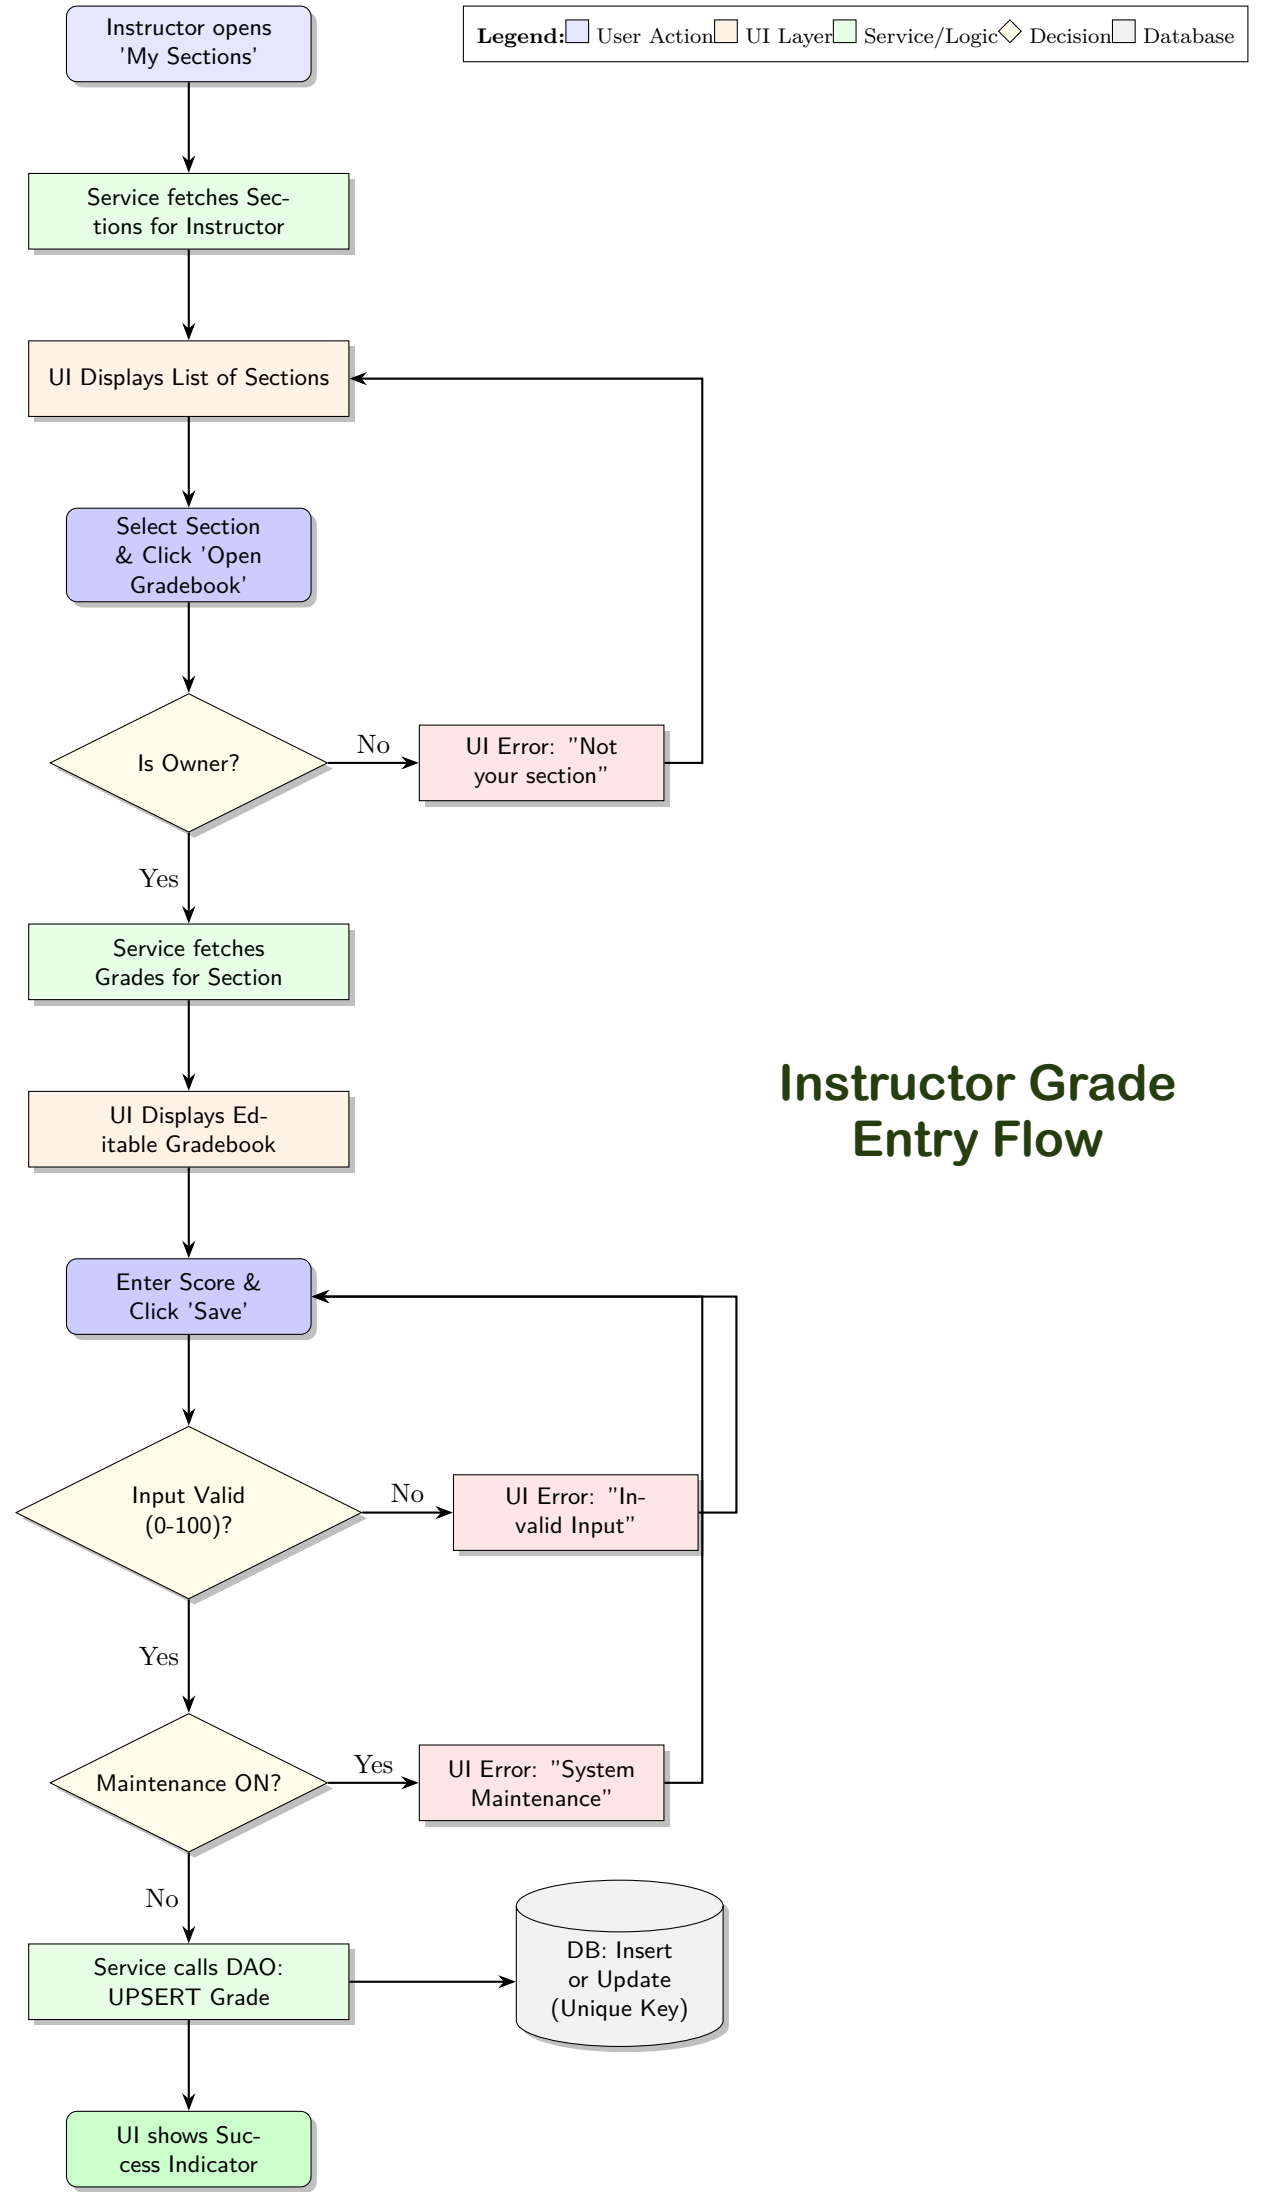 Instructor opens
'My Sections'
Legend: User Action UI Layer Service/Logic Decision Database
Service fetches Sec-
tions for Instructor
UI Displays List of Sections
Select Section
& Click 'Open
Gradebook'
Is Owner?
No
UI Error: "Not
your section"
Yes
Service fetches
Grades for Section
Instructor Grade
Entry Flow
UI Displays Ed-
itable Gradebook
Enter Score &
Click 'Save'
Input Valid
(0-100)?
No
UI Error: "In-
valid Input"
Yes
Maintenance ON?
Yes
UI Error: "System
Maintenance"
No
Service calls DAO:
UPSERT Grade
DB: Insert
or Update
(Unique Key)
UI shows Suc-
cess Indicator